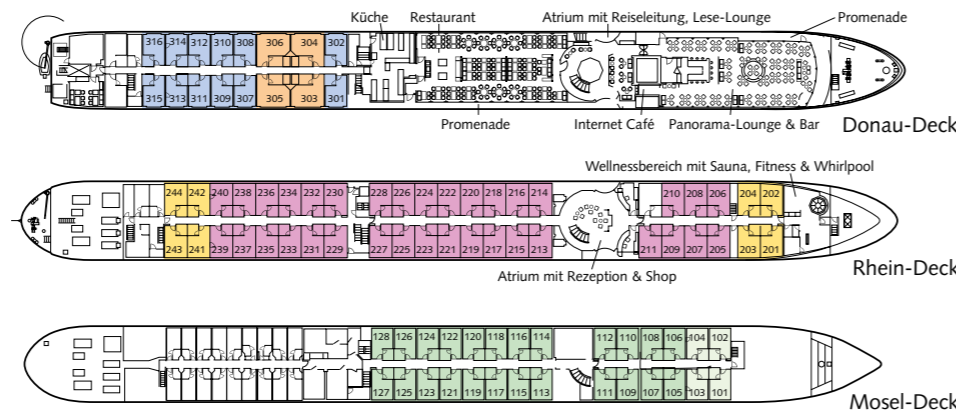 Küche Restaurant Atrium mit Reiseleitung, Lese-Lounge Promenade
316 314 312 310 308 306 304 302
315 313 311 309 307 305 303 301
Promenade Internet Café Panorama-Lounge & Bar
Donau-Deck
Wellnessbereich mit Sauna, Fitness & Whirlpool
244 242 240 238 236 234 232 230 228 226 224 222 220 218 216 214 210 208 206 204 202
243 241 239 237 235 233 231 229 227 225 223 221 219 217 215 213 211 209 207 205 203 201
Atrium mit Rezeption & Shop
Rhein-Deck
128 126 124 122 120 118 116 114 112 110 108 106 104 102
127 125 123 121 119 117 115 113 111 109 107 105 103 101
Mosel-Deck